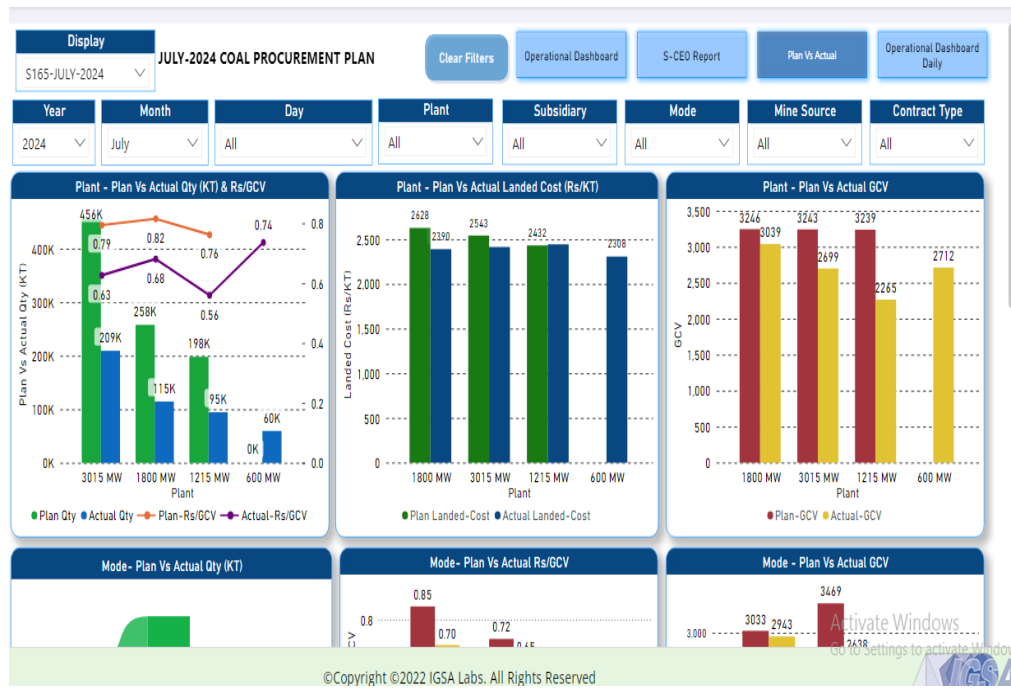 Display
S165-JULY-2024
JULY-2024 COAL PROCUREMENT PLAN
Clear Filters
Operational Dashboard
S-CEO Report
Plan Vs Actual
Operational Dashboard
Daily
Year
Month
Day
Plant
Subsidiary
Mode
Mine Source
Contract Type
2024
July
All
All
All
All
All
All
Plant - Plan Vs Actual Qty (KT) & Rs/GCV
Plan Vs Actual Qty (KT)
400K
300K
200K
100K
0K
0.8
0.6
0.4
0.2
0.0
456K
0.79
0.82
0.76
0.74
0.63
0.68
0.56
258K
209K
198K
115K
95K
0K
60K
3015 MW 1800 MW 1215 MW 600 MW
Plant
Plan Qty Actual Qty Plan-Rs/GCV Actual-Rs/GCV
Plant - Plan Vs Actual Landed Cost (Rs/KT)
Landed Cost (Rs/KT)
2,500
2,000
1,500
1,000
500
0
2628
2390
2543
2432
2308
1800 MW 3015 MW 1215 MW 600 MW
Plant
Plan Landed-Cost Actual Landed-Cost
Plant - Plan Vs Actual GCV
GCV
3,500
3,000
2,500
2,000
1,500
1,000
500
0
3246
3039
3243
2699
3239
2265
2712
1800 MW 3015 MW 1215 MW 600 MW
Plant
Plan-GCV Actual-GCV
Mode- Plan Vs Actual Qty (KT)
Mode- Plan Vs Actual Rs/GCV
0.8
0.85
0.70
0.72
Mode - Plan Vs Actual GCV
3,000
3033
2943
3469
Activate Windows
Go to Settings to activate Window
©Copyright ©2022 IGSA Labs. All Rights Reserved
IGSA